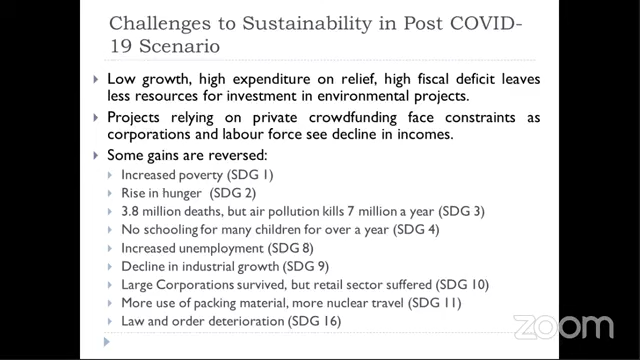 Challenges to Sustainability in Post COVID-
19 Scenario
Low growth, high expenditure on relief, high fiscal deficit leaves
less resources for investment in environmental projects.
Projects relying on private crowdfunding face constraints as
corporations and labour force see decline in incomes.
Some gains are reversed:
Increased poverty (SDG 1)
Rise in hunger (SDG 2)
3.8 million deaths, but air pollution kills 7 million a year (SDG 3)
No schooling for many children for over a year (SDG 4)
Increased unemployment (SDG 8)
Decline in industrial growth (SDG 9)
Large Corporations survived, but retail sector suffered (SDG 10)
More use of packing material, more nuclear travel (SDG 11)
Law and order deterioration (SDG 16)
zoom